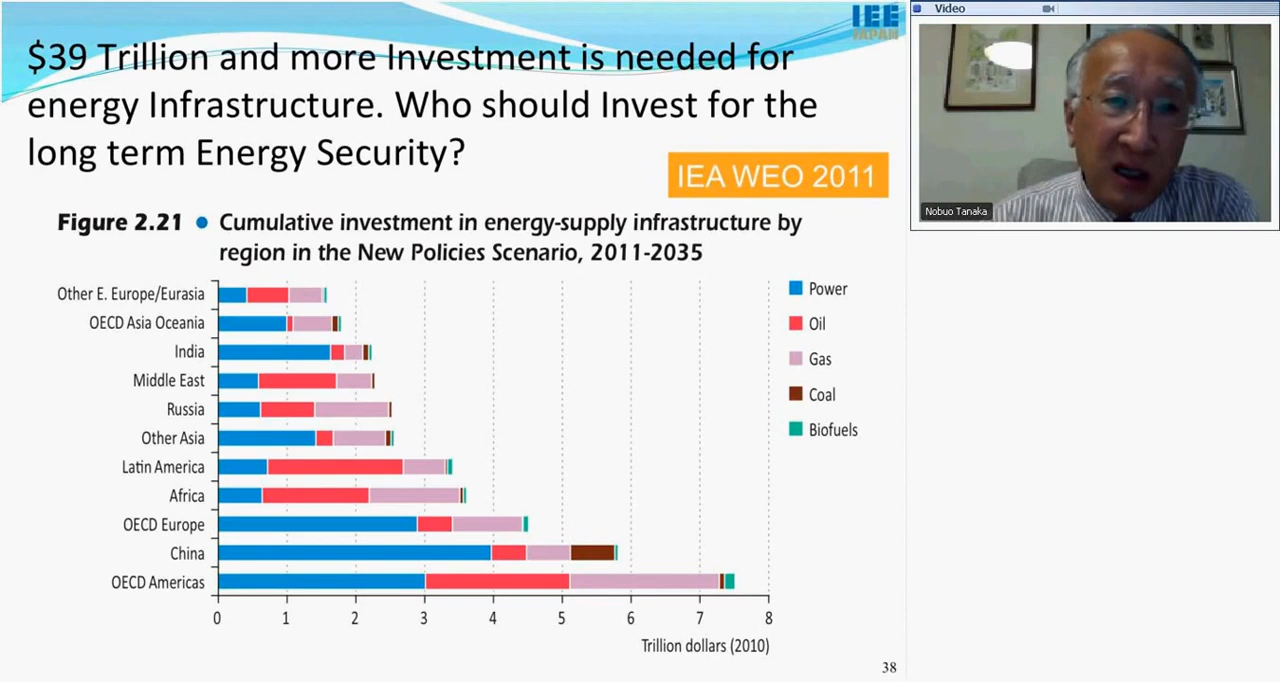 IEE
JAPAN
$39 Trillion and more Investment is needed for
energy Infrastructure. Who should Invest for the
long term Energy Security?
IEA WEO 2011
Figure 2.21 • Cumulative investment in energy-supply infrastructure by
region in the New Policies Scenario, 2011-2035
Other E. Europe/Eurasia
OECD Asia Oceania
India
Middle East
Russia
Other Asia
Latin America
Africa
OECD Europe
China
OECD Americas
0 1 2 3 4 5 6 7 8
Trillion dollars (2010)
Power
Oil
Gas
Coal
Biofuels
38
Video
Nobuo Tanaka